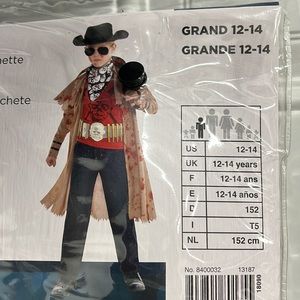 GRAND 12-14
GRANDE 12-14
nette
chete
US 12-14
UK 12-14 years
F 12-14 ans
E 12-14 años
D 152
I T5
NL 152 cm
No. 8400032 13187
18090